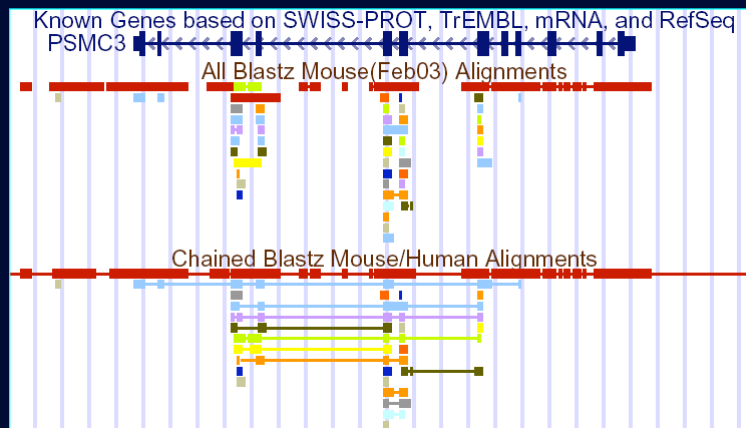 Known Genes based on SWISS-PROT, TrEMBL, mRNA, and RefSeq
PSMC3
All Blastz Mouse(Feb03) Alignments
Chained Blastz Mouse/Human Alignments